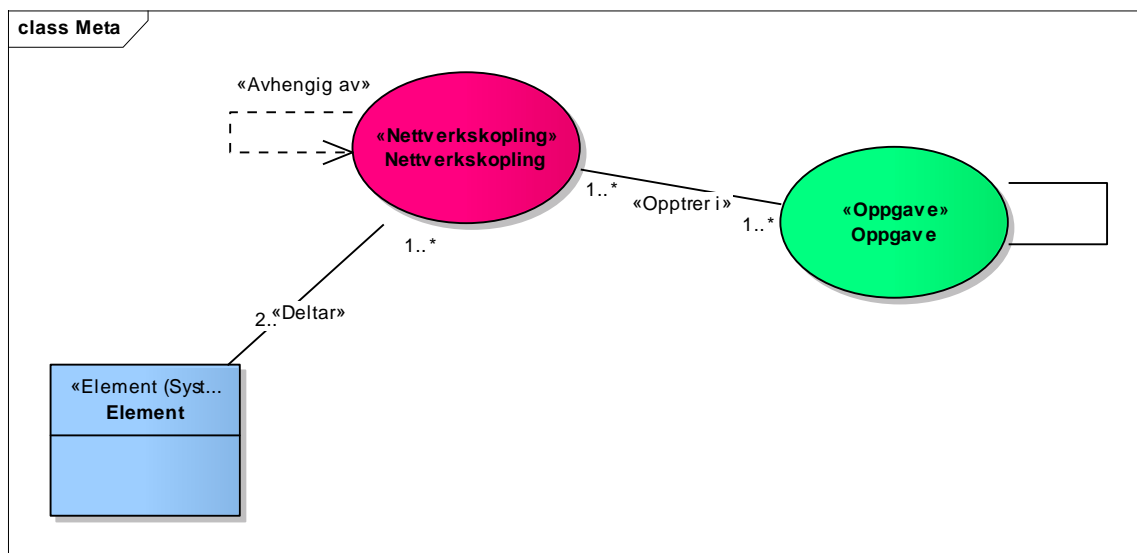 class Meta
«Avhengig av»
«Nettverkskopling»
Nettverkskopling
1..*
«Opptrer i»
1..*
«Oppgave»
Oppgave
1..*
«Deltar»
2..
«Element (Syst...
Element